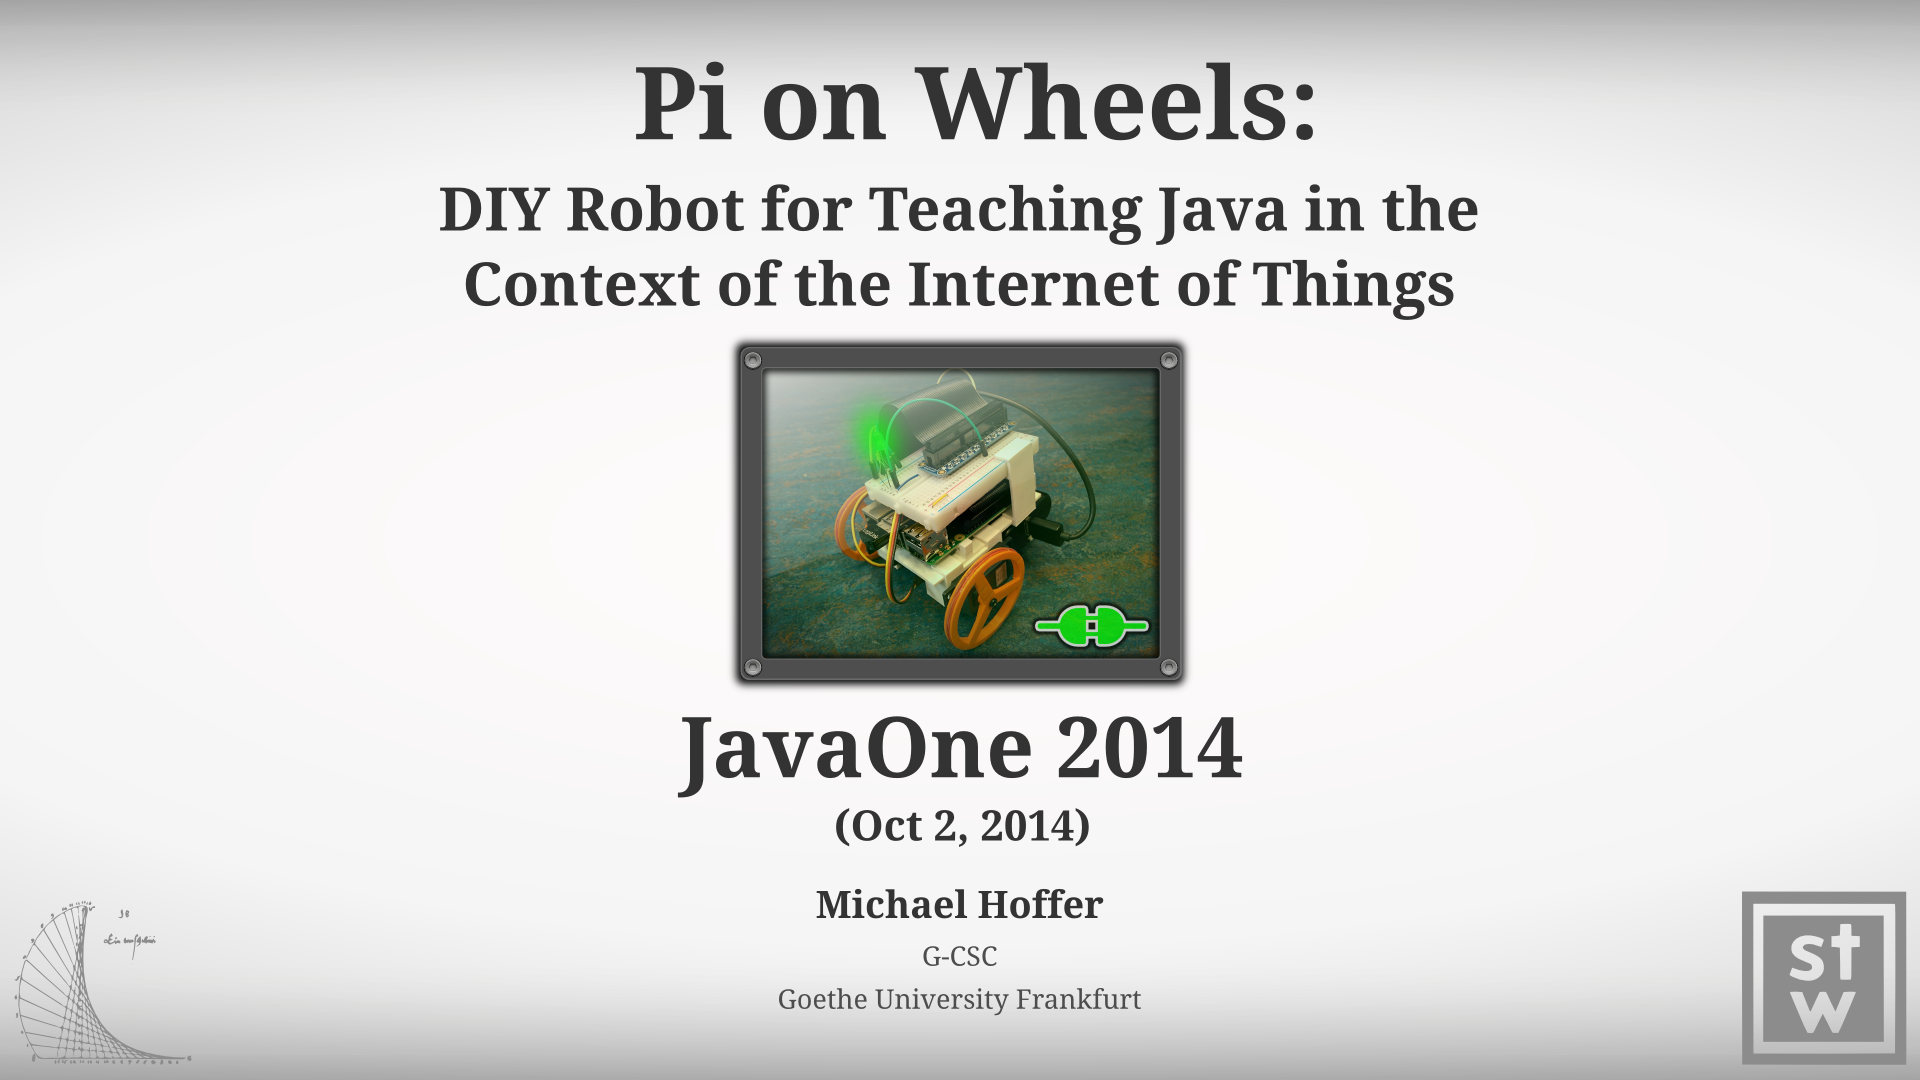 Pi on Wheels:
DIY Robot for Teaching Java in the
Context of the Internet of Things
JavaOne 2014
(Oct 2, 2014)
Michael Hoffer
G-CSC
Goethe University Frankfurt
st
w